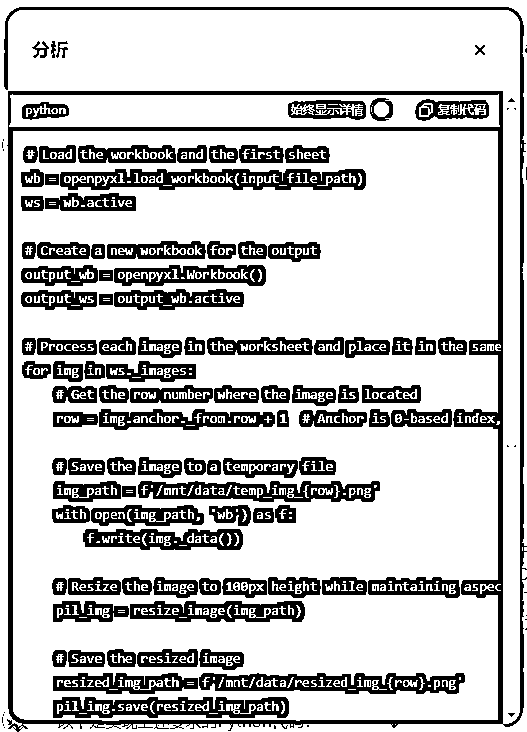 分析
×
python 始终显示详情 复制代码
# Load the workbook and the first sheet
wb = openpyxl.load_workbook(input_file_path)
ws = wb.active
# Create a new workbook for the output
output_wb = openpyxl.Workbook()
output_ws = output_wb.active
# Process each image in the worksheet and place it in the same
for img in ws._images:
# Get the row number where the image is located
row = img.anchor._from.row + 1 # Anchor is 0-based index,
# Save the image to a temporary file
img_path = f'/mnt/data/temp_img_{row}.png'
with open(img_path, 'wb') as f:
f.write(img._data())
# Resize the image to 100px height while maintaining aspec
pil_img = resize_image(img_path)
# Save the resized image
resized_img_path = f'/mnt/data/resized_img_{row}.png'
pil_img.save(resized_img_path)